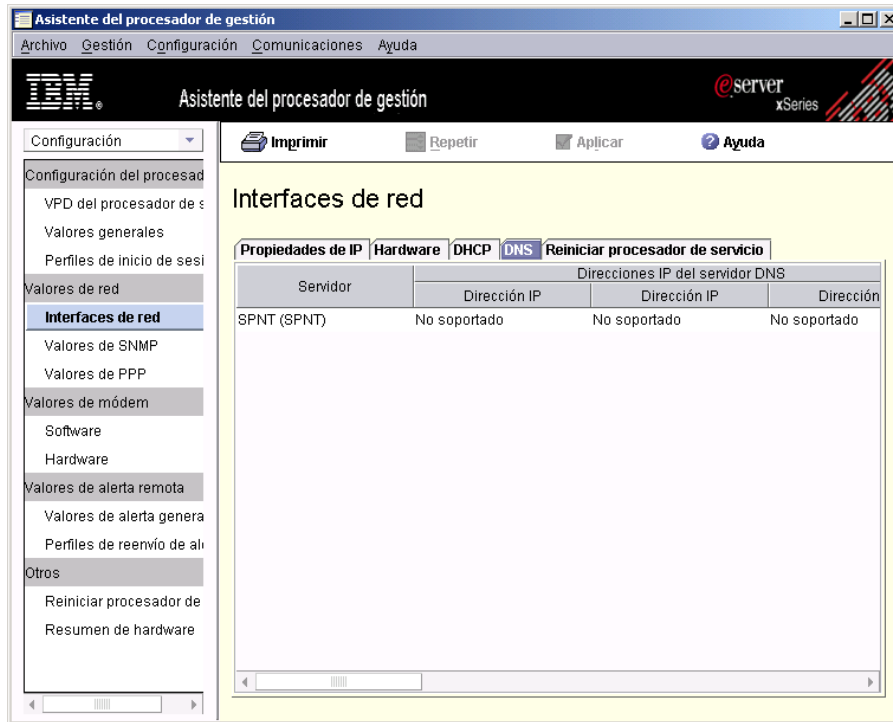 Asistente del procesador de gestión
Archivo Gestión Configuración Comunicaciones Ayuda
IBM®
Asistente del procesador de gestión
eserver
xSeries
Configuración
Imprimir Repetir Aplicar Ayuda
Configuración del procesad
VPD del procesador de s
Valores generales
Perfiles de inicio de sesi
Valores de red
Interfaces de red
Valores de SNMP
Valores de PPP
Valores de módem
Software
Hardware
Valores de alerta remota
Valores de alerta genera
Perfiles de reenvío de al
Otros
Reiniciar procesador de
Resumen de hardware
Interfaces de red
Propiedades de IP Hardware DHCP DNS Reiniciar procesador de servicio
Servidor Direcciones IP del servidor DNS
Dirección IP Dirección IP Dirección
SPNT (SPNT) No soportado No soportado No soportado